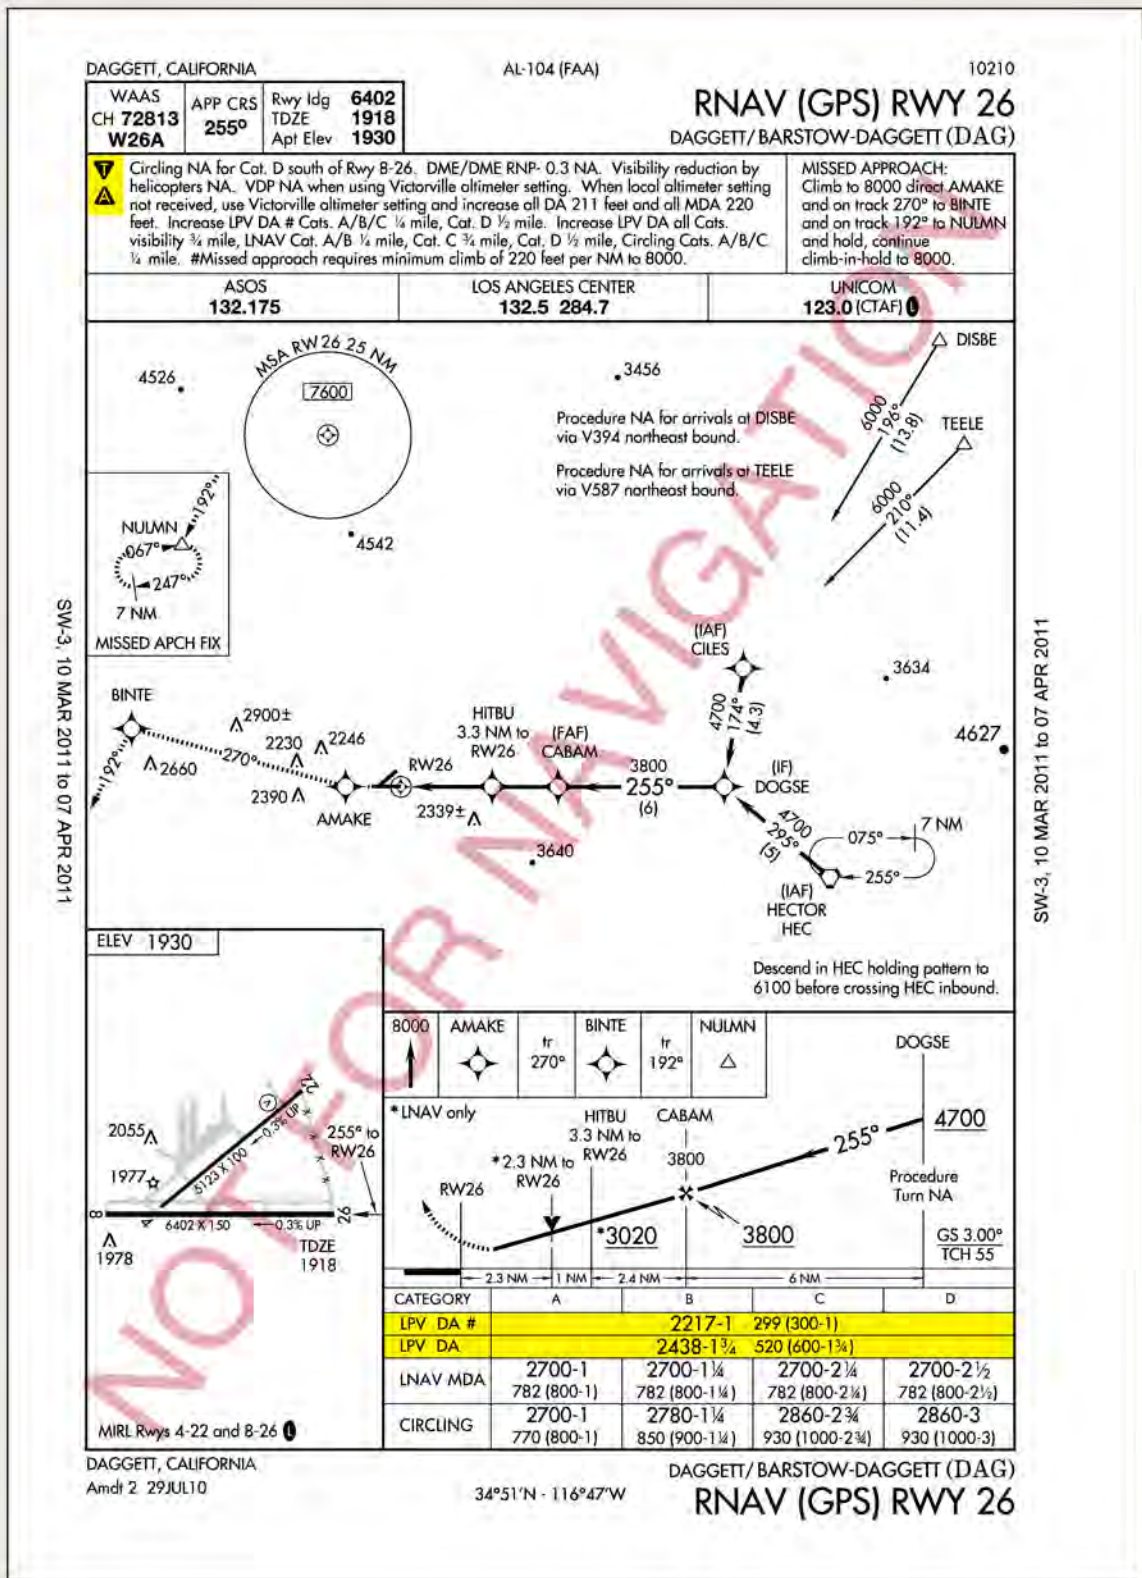 DAGGETT, CALIFORNIA
AL-104 (FAA)
10210
WAAS
CH 72813
W26A
APP CRS
255°
Rwy ldg 6402
TDZE 1918
Apt Elev 1930
RNAV (GPS) RWY 26
DAGGETT/ BARSTOW-DAGGETT (DAG)
T
A
Circling NA for Cat. D south of Rwy 8-26. DME/DME RNP- 0.3 NA. Visibility reduction by
helicopters NA. VDP NA when using Victorville altimeter setting. When local altimeter setting
not received, use Victorville altimeter setting and increase all DA 211 feet and all MDA 220
feet. Increase LPV DA # Cats. A/B/C ¼ mile, Cat. D ½ mile. Increase LPV DA all Cats.
visibility ¾ mile, LNAV Cat. A/B ¼ mile, Cat. C ¾ mile, Cat. D ½ mile, Circling Cats. A/B/C
¼ mile. #Missed approach requires minimum climb of 220 feet per NM to 8000.
MISSED APPROACH:
Climb to 8000 direct AMAKE
and on track 270° to BINTE
and on track 192° to NULMN
and hold, continue
climb-in-hold to 8000.
ASOS
132.175
LOS ANGELES CENTER
132.5 284.7
UNICOM
123.0 (CTAF) L
MSA RW26 25 NM
7600
4526
3456
4542
Procedure NA for arrivals at DISBE
via V394 northeast bound.
Procedure NA for arrivals at TEELE
via V587 northeast bound.
DISBE
6000
196°
(13.8)
TEELE
6000
210°
(11.4)
192°
NULMN
067°
247°
7 NM
MISSED APCH FIX
(IAF)
CILES
4700
174°
(4.3)
3634
4627
BINTE
192°
2660
2900±
2230
2246
270°
2390
AMAKE
RW26
2339±
HITBU
3.3 NM to
RW26
(FAF)
CABAM
3800
255°
(6)
(IF)
DOGSE
3640
4700
295°
(5)
075°
7 NM
255°
(IAF)
HECTOR
HEC
Descend in HEC holding pattern to
6100 before crossing HEC inbound.
SW-3, 10 MAR 2011 to 07 APR 2011
SW-3, 10 MAR 2011 to 07 APR 2011
NOT FOR NAVIGATION
ELEV 1930
2055
1977
1978
22
4
8
26
5123 X 100
0.3% UP
6402 X 150
0.3% UP
255° to
RW26
TDZE
1918
MIRL Rwys 4-22 and 8-26 L
8000
AMAKE
tr
270°
BINTE
tr
192°
NULMN
DOGSE
*LNAV only
HITBU
3.3 NM to
RW26
CABAM
3800
*2.3 NM to
RW26
RW26
255°
4700
Procedure
Turn NA
*3020
3800
GS 3.00°
TCH 55
2.3 NM
1 NM
2.4 NM
6 NM
CATEGORY A B C D
LPV DA # 2217-1 299 (300-1)
LPV DA 2438-1¾ 520 (600-1¾)
LNAV MDA 2700-1 2700-1¼ 2700-2¼ 2700-2½
782 (800-1) 782 (800-1¼) 782 (800-2¼) 782 (800-2½)
CIRCLING 2700-1 2780-1¼ 2860-2¾ 2860-3
770 (800-1) 850 (900-1¼) 930 (1000-2¾) 930 (1000-3)
DAGGETT, CALIFORNIA
Amdt 2 29JUL10
34°51'N - 116°47'W
DAGGETT/ BARSTOW-DAGGETT (DAG)
RNAV (GPS) RWY 26